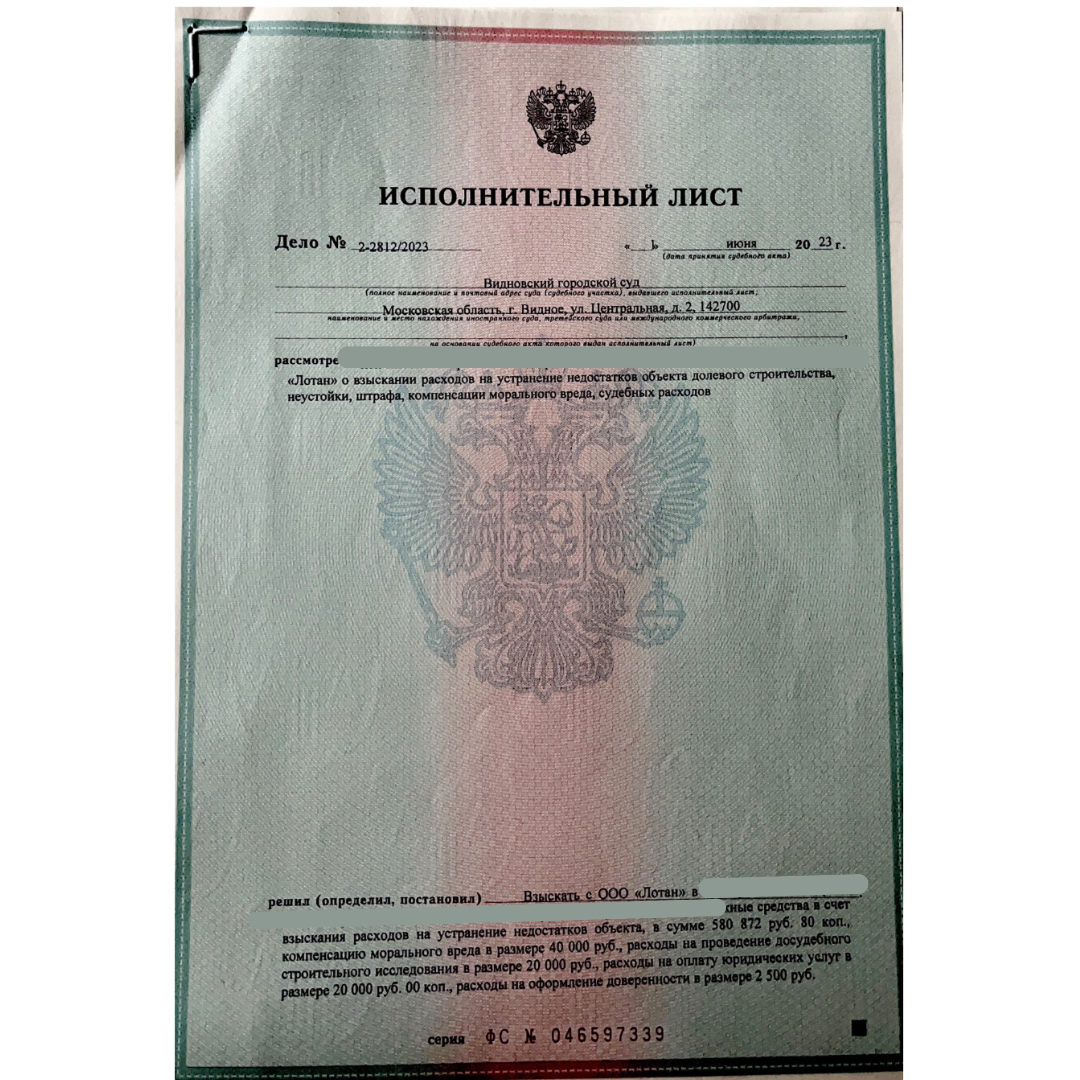 ИСПОЛНИТЕЛЬНЫЙ ЛИСТ
Дело № 2-2812/2023 « 1» июня 20 23 г.
(дата принятия судебного акта)
Видновский городской суд
(полное наименование и почтовый адрес суда (судебного участка), выдавшего исполнительный лист;
Московская область, г. Видное, ул. Центральная, д. 2, 142700
наименование и место нахождения иностранного суда, третейского суда или международного коммерческого арбитража,
на основании судебного акта которого выдан исполнительный лист)
рассмотре
«Лотан» о взыскании расходов на устранение недостатков объекта долевого строительства,
неустойки, штрафа, компенсации морального вреда, судебных расходов
решил (определил, постановил) Взыскать с ООО «Лотан» в
средства в счет
взыскания расходов на устранение недостатков объекта, в сумме 580 872 руб. 80 коп.,
компенсацию морального вреда в размере 40 000 руб., расходы на проведение досудебного
строительного исследования в размере 20 000 руб., расходы на оплату юридических услуг в
размере 20 000 руб. 00 коп., расходы на оформление доверенности в размере 2 500 руб.
серия ФС № 046597339